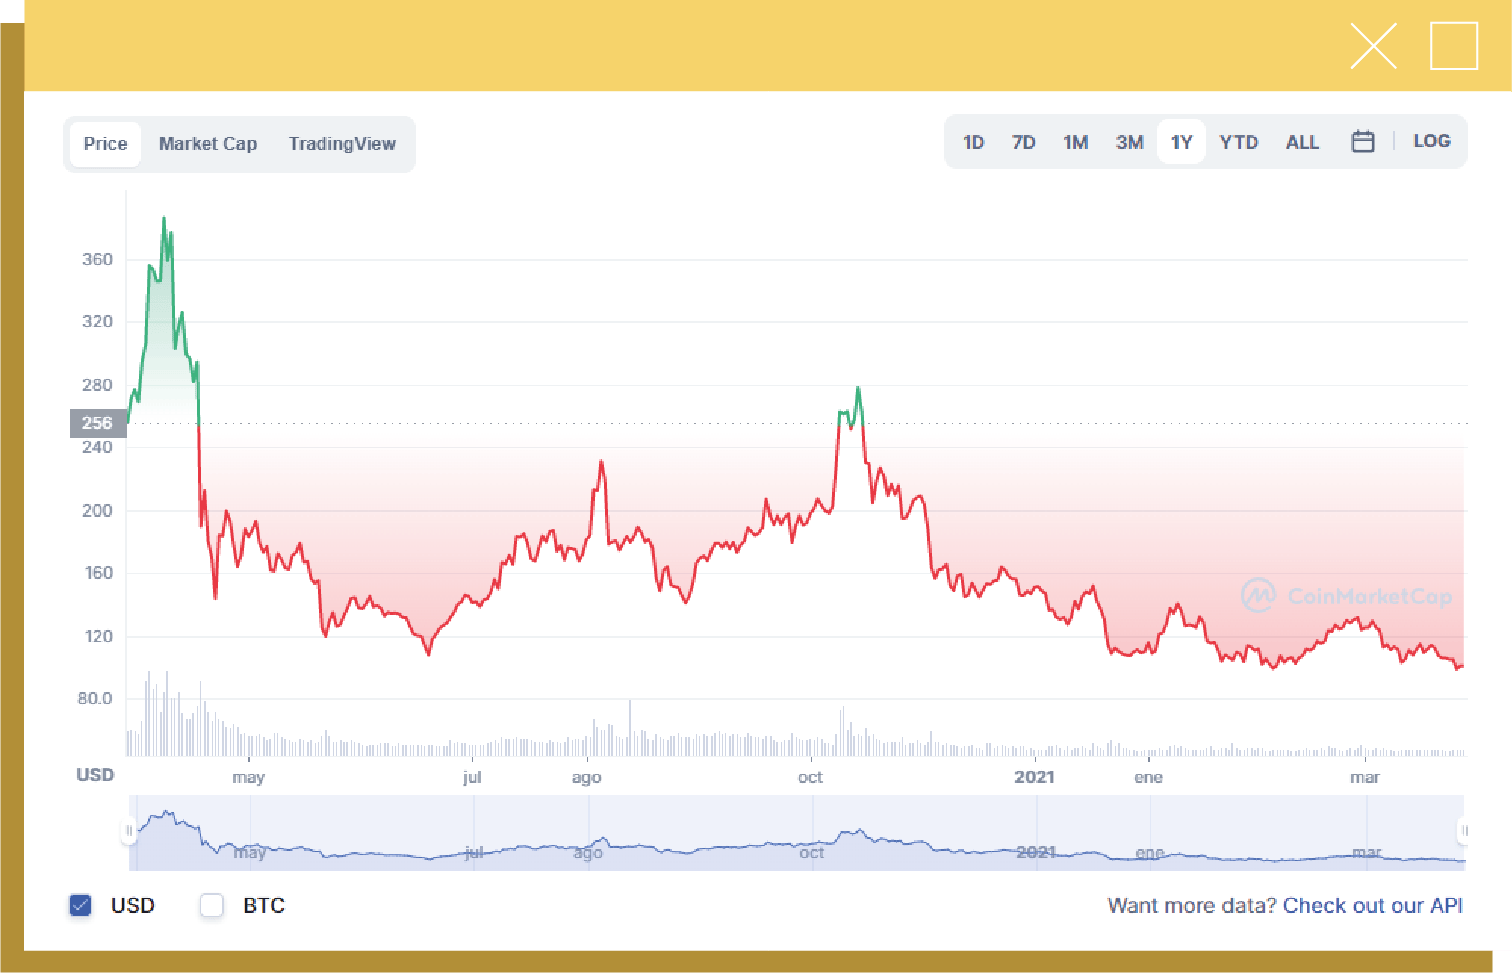 Price Market Cap TradingView
1D 7D 1M 3M 1Y YTD ALL LOG
360
320
280
256
240
200
160
CoinMarketCap
120
80.0
USD may jul ago oct 2021 ene mar
may jul ago oct 2021 ene mar
USD BTC
Want more data? Check out our API